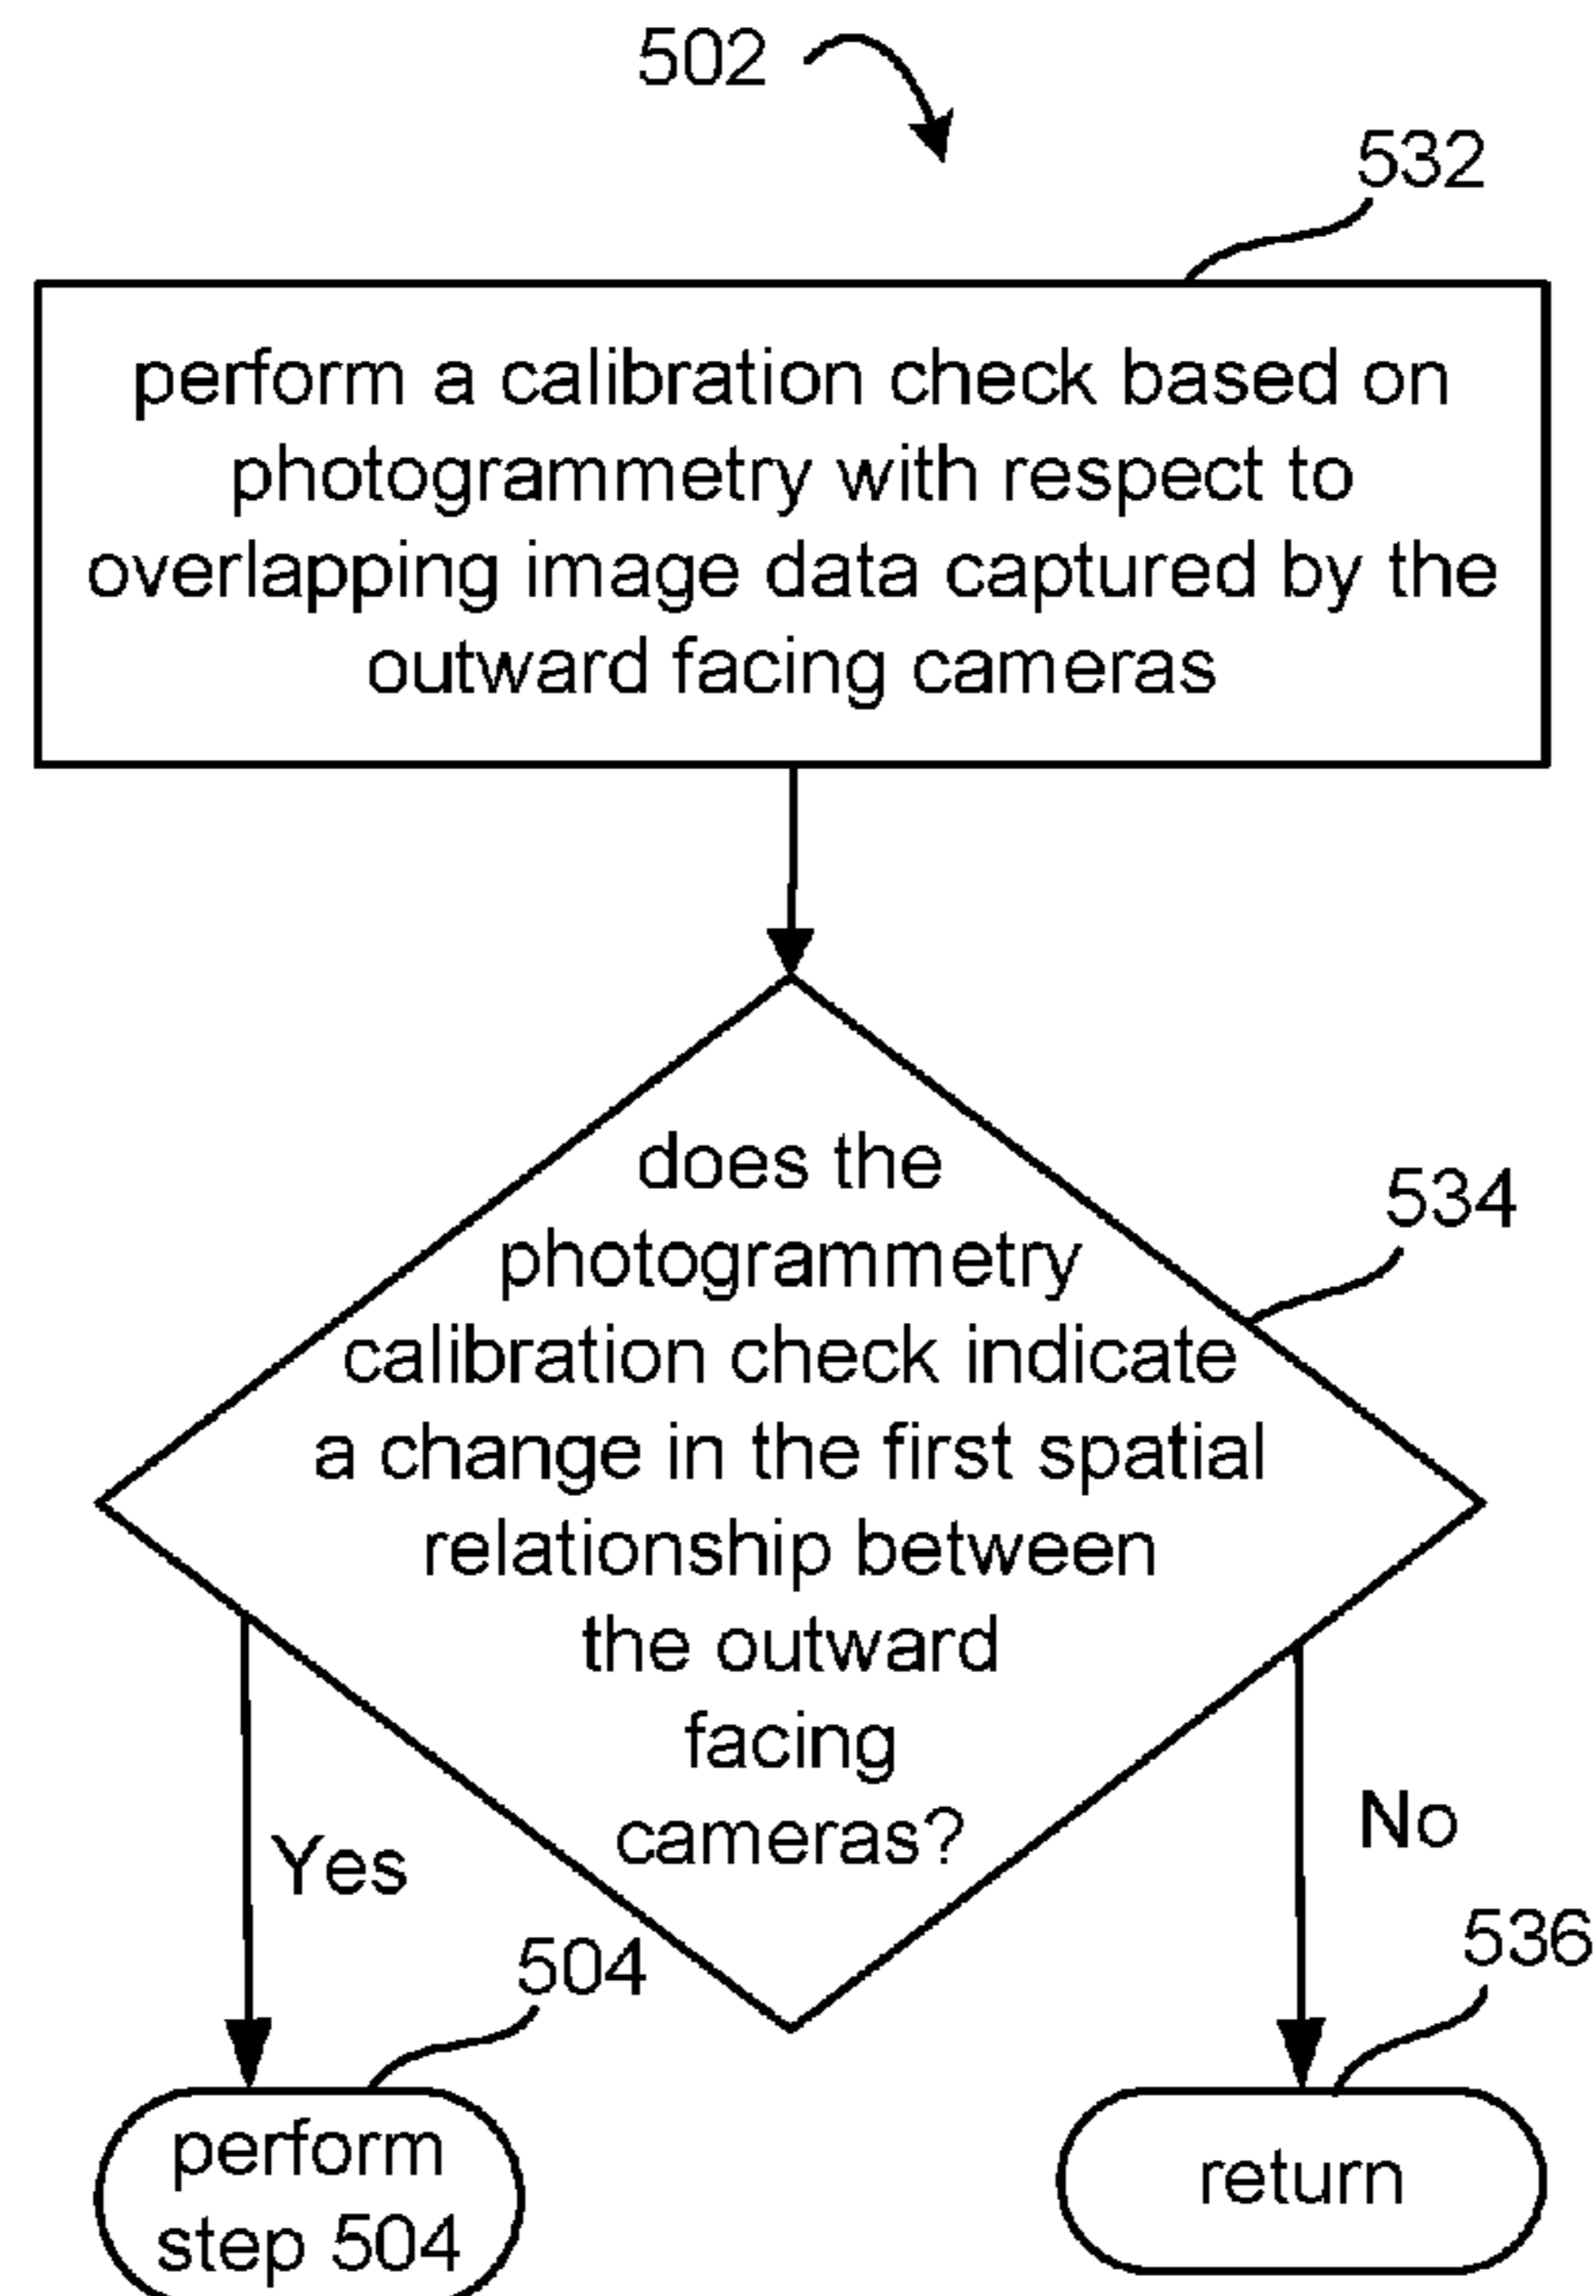 502
532
perform a calibration check based on
photogrammetry with respect to
overlapping image data captured by the
outward facing cameras
does the
photogrammetry
calibration check indicate
a change in the first spatial
relationship between
the outward
facing
cameras?
534
Yes
No
504
536
perform
step 504
return